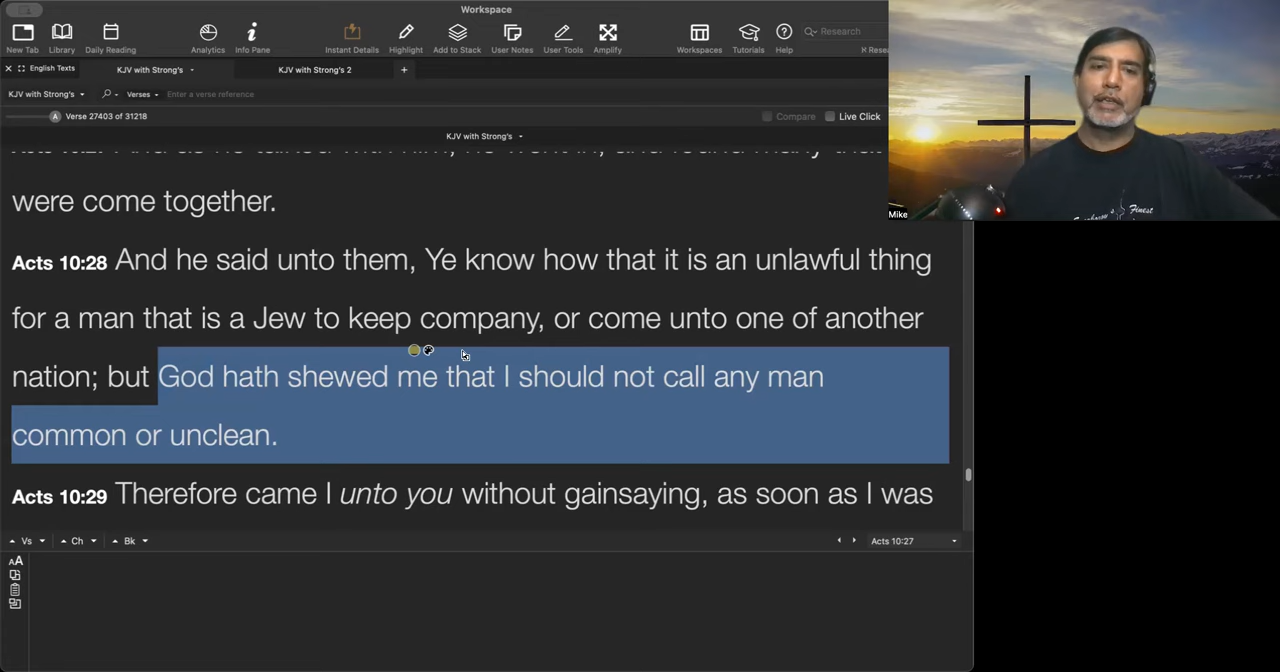 Workspace
New Tab
Library
Daily Reading
Analytics
Info Pane
Instant Details
Highlight
Add to Stack
User Notes
User Tools
Amplify
Workspaces
Tutorials
Help
Research
English Texts
KJV with Strong's
KJV with Strong's 2
+
KJV with Strong's
Verses
Enter a verse reference
A
Verse 27403 of 31218
Compare
Live Click
KJV with Strong's
were come together.
Acts 10:28 And he said unto them, Ye know how that it is an unlawful thing
for a man that is a Jew to keep company, or come unto one of another
nation; but God hath shewed me that I should not call any man
common or unclean.
Acts 10:29 Therefore came I unto you without gainsaying, as soon as I was
Vs
Ch
Bk
Acts 10:27
AA
Mike
Finest